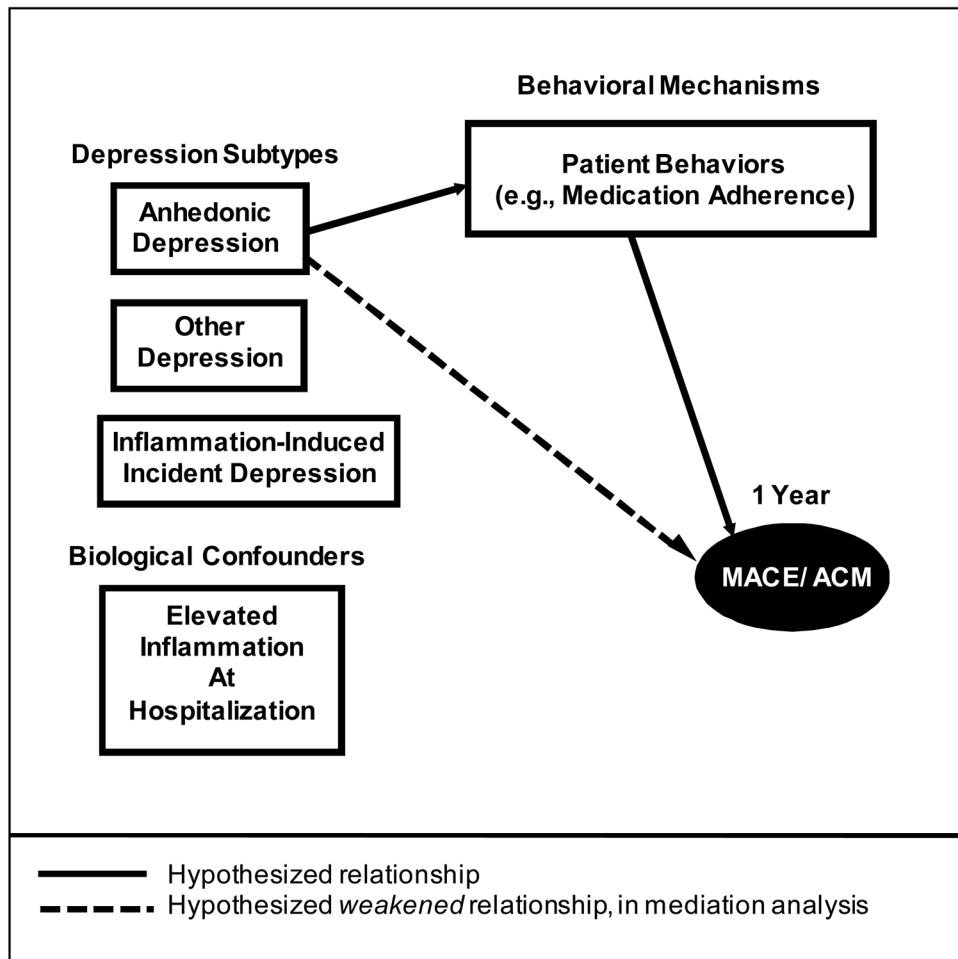 Behavioral Mechanisms
Patient Behaviors
(e.g., Medication Adherence)
Depression Subtypes
Anhedonic
Depression
Other
Depression
Inflammation-Induced
Incident Depression
1 Year
MACE/ ACM
Biological Confounders
Elevated
Inflammation
At
Hospitalization
Hypothesized relationship
Hypothesized weakened relationship, in mediation analysis